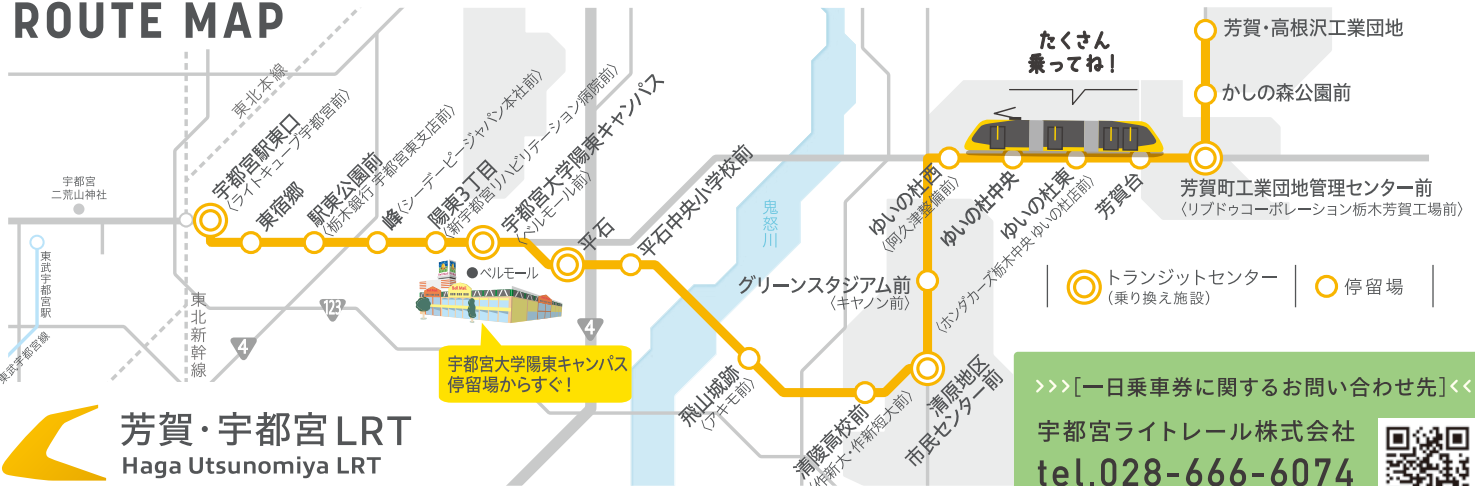 ROUTE MAP
東北本線
宇都宮
二荒山神社
東武宇都宮駅
東武宇都宮線
東北新幹線
宇都宮駅東口
〈ライトキューブ宇都宮前〉
東宿郷
駅東公園前
〈栃木銀行 宇都宮東支店前〉
峰〈シーデーピージャパン本社前〉
陽東3丁目
〈新宇都宮リハビリテーション病院前〉
宇都宮大学陽東キャンパス
〈ベルモール前〉
平石
平石中央小学校前
●ベルモール
Bell Mall
123
4
4
宇都宮大学陽東キャンパス
停留場からすぐ！
鬼怒川
飛山城跡
〈アキモ前〉
清陵高校前
〈作新大・作新短大前〉
清原地区
市民センター前
グリーンスタジアム前
〈キヤノン前〉
ゆいの杜西
〈阿久津整備前〉
ゆいの杜中央
ゆいの杜東
〈ホンダカーズ栃木中央 ゆいの杜店前〉
芳賀台
たくさん
乗ってね！
芳賀町工業団地管理センター前
〈リブドゥコーポレーション栃木芳賀工場前〉
かしの森公園前
芳賀・高根沢工業団地
トランジットセンター
（乗り換え施設）
停留場
芳賀・宇都宮LRT
Haga Utsunomiya LRT
>>>［一日乗車券に関するお問い合わせ先］<<
宇都宮ライトレール株式会社
tel.028-666-6074